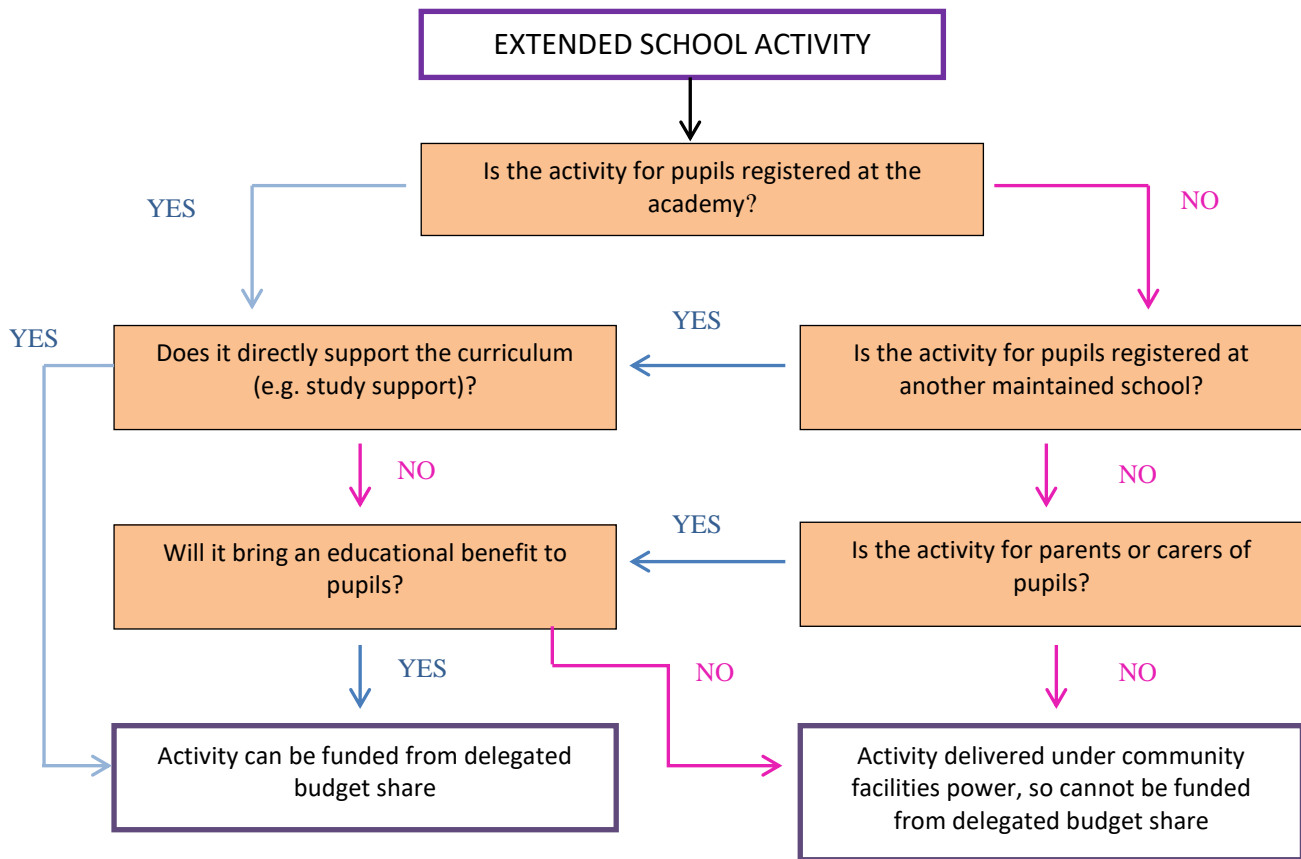 EXTENDED SCHOOL ACTIVITY
Is the activity for pupils registered at the
academy?
YES
NO
YES
Does it directly support the curriculum
(e.g. study support)?
YES
Is the activity for pupils registered at
another maintained school?
NO
NO
Will it bring an educational benefit to
pupils?
YES
Is the activity for parents or carers of
pupils?
YES
NO
NO
Activity can be funded from delegated
budget share
Activity delivered under community
facilities power, so cannot be funded
from delegated budget share